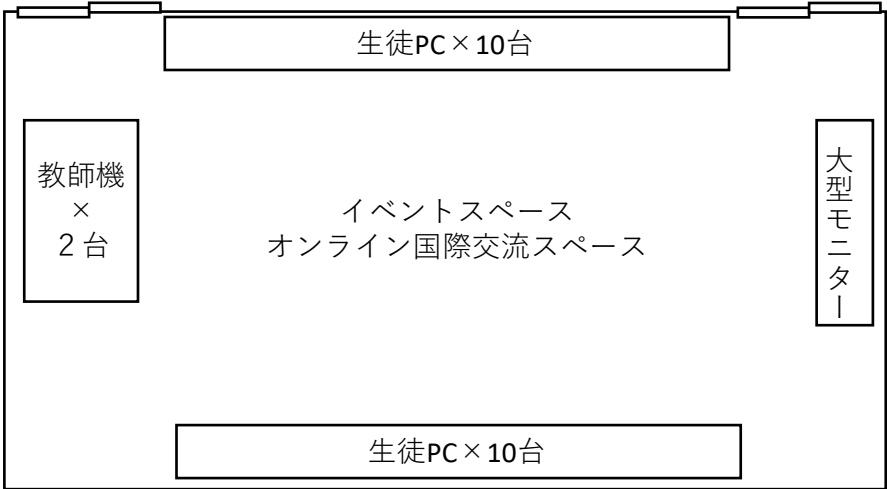 生徒PC×10台
教師機
×
２台
イベントスペース
オンライン国際交流スペース
大型モニター
生徒PC×10台